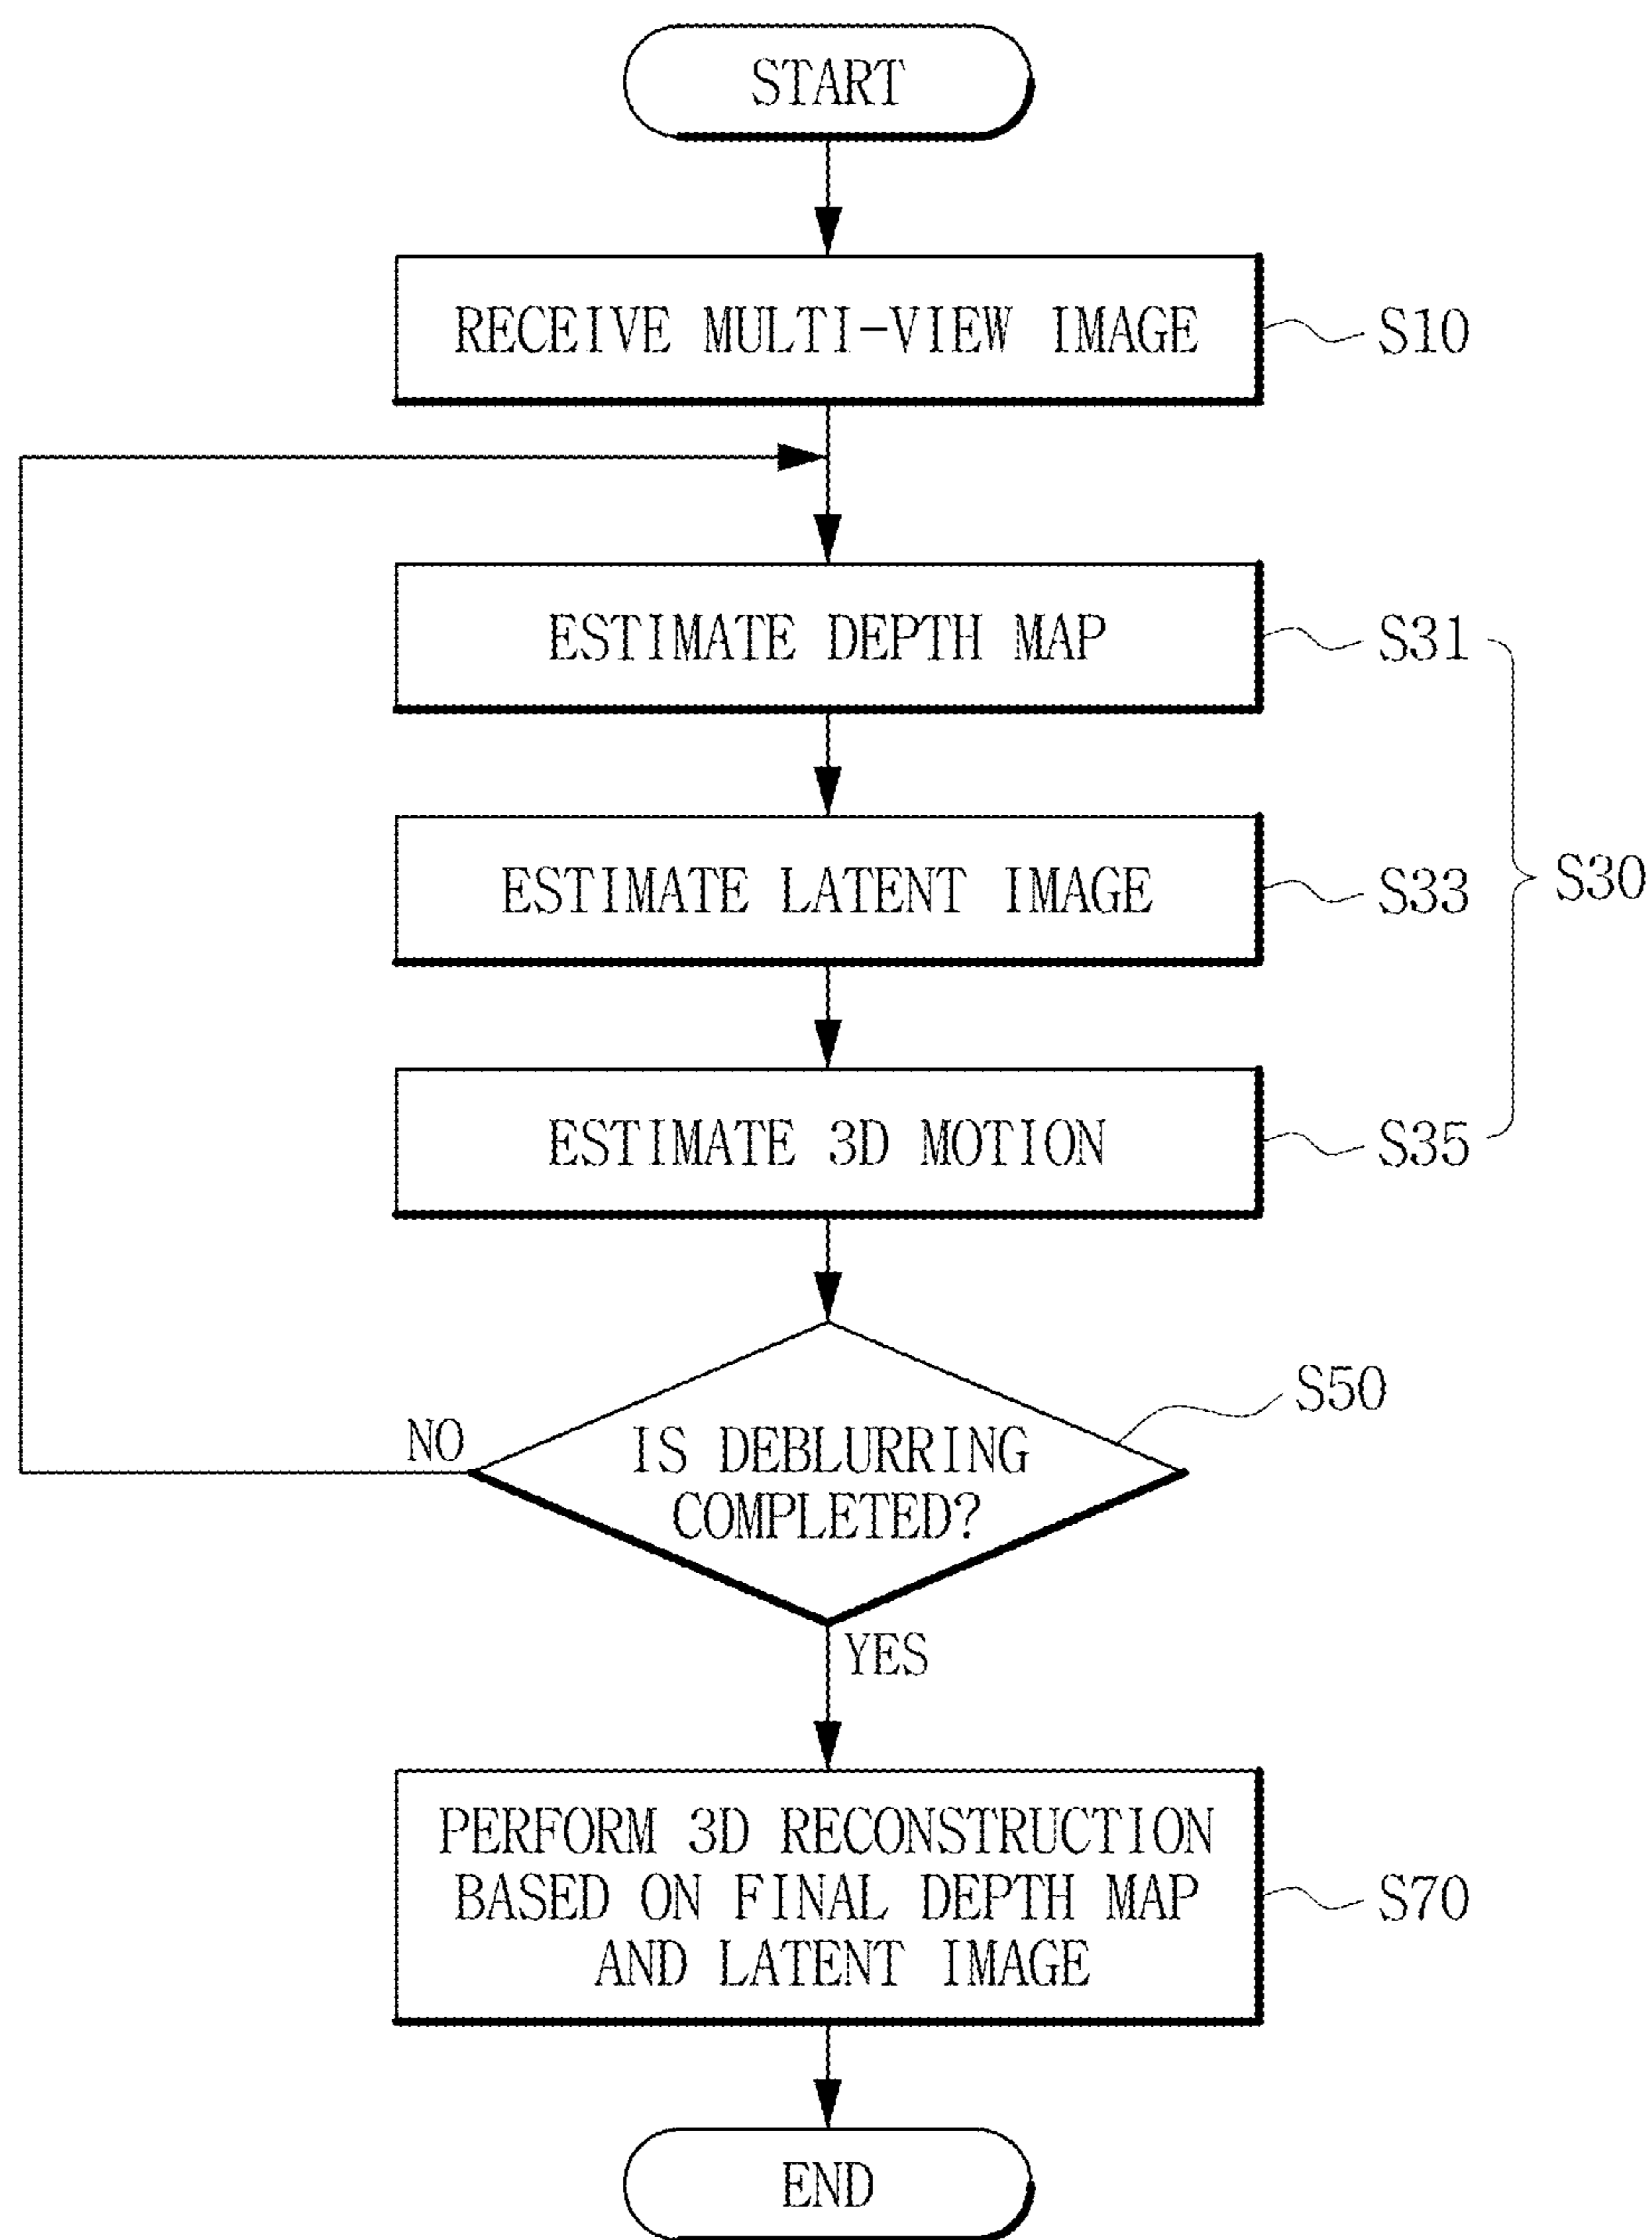 START
RECEIVE MULTI-VIEW IMAGE
S10
ESTIMATE DEPTH MAP
S31
ESTIMATE LATENT IMAGE
S33
S30
ESTIMATE 3D MOTION
S35
S50
NO
IS DEBLURRING
COMPLETED?
YES
PERFORM 3D RECONSTRUCTION
BASED ON FINAL DEPTH MAP
AND LATENT IMAGE
S70
END